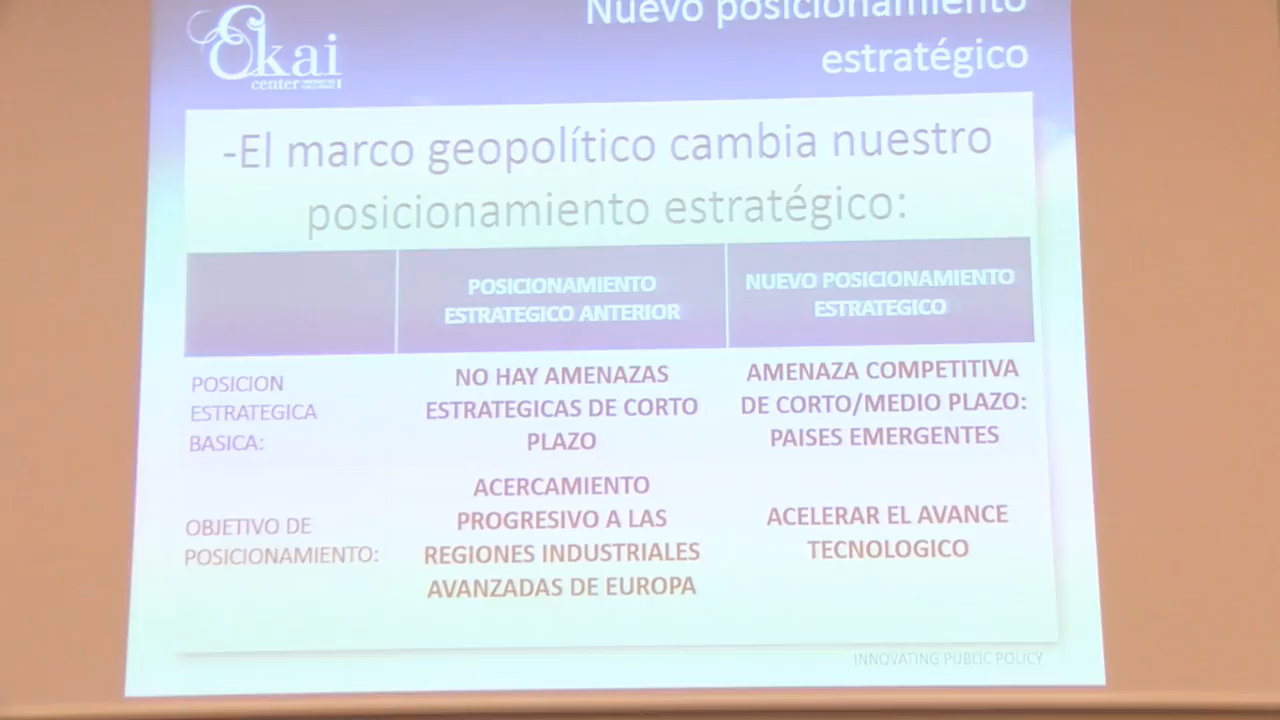 Ekai
center
Nuevo posicionamiento
estratégico
-El marco geopolítico cambia nuestro
posicionamiento estratégico:
POSICIONAMIENTO
ESTRATEGICO ANTERIOR
NUEVO POSICIONAMIENTO
ESTRATEGICO
POSICION
ESTRATEGICA
BASICA:
NO HAY AMENAZAS
ESTRATEGICAS DE CORTO
PLAZO
AMENAZA COMPETITIVA
DE CORTO/MEDIO PLAZO:
PAISES EMERGENTES
OBJETIVO DE
POSICIONAMIENTO:
ACERCAMIENTO
PROGRESIVO A LAS
REGIONES INDUSTRIALES
AVANZADAS DE EUROPA
ACELERAR EL AVANCE
TECNOLOGICO
INNOVATING PUBLIC POLICY